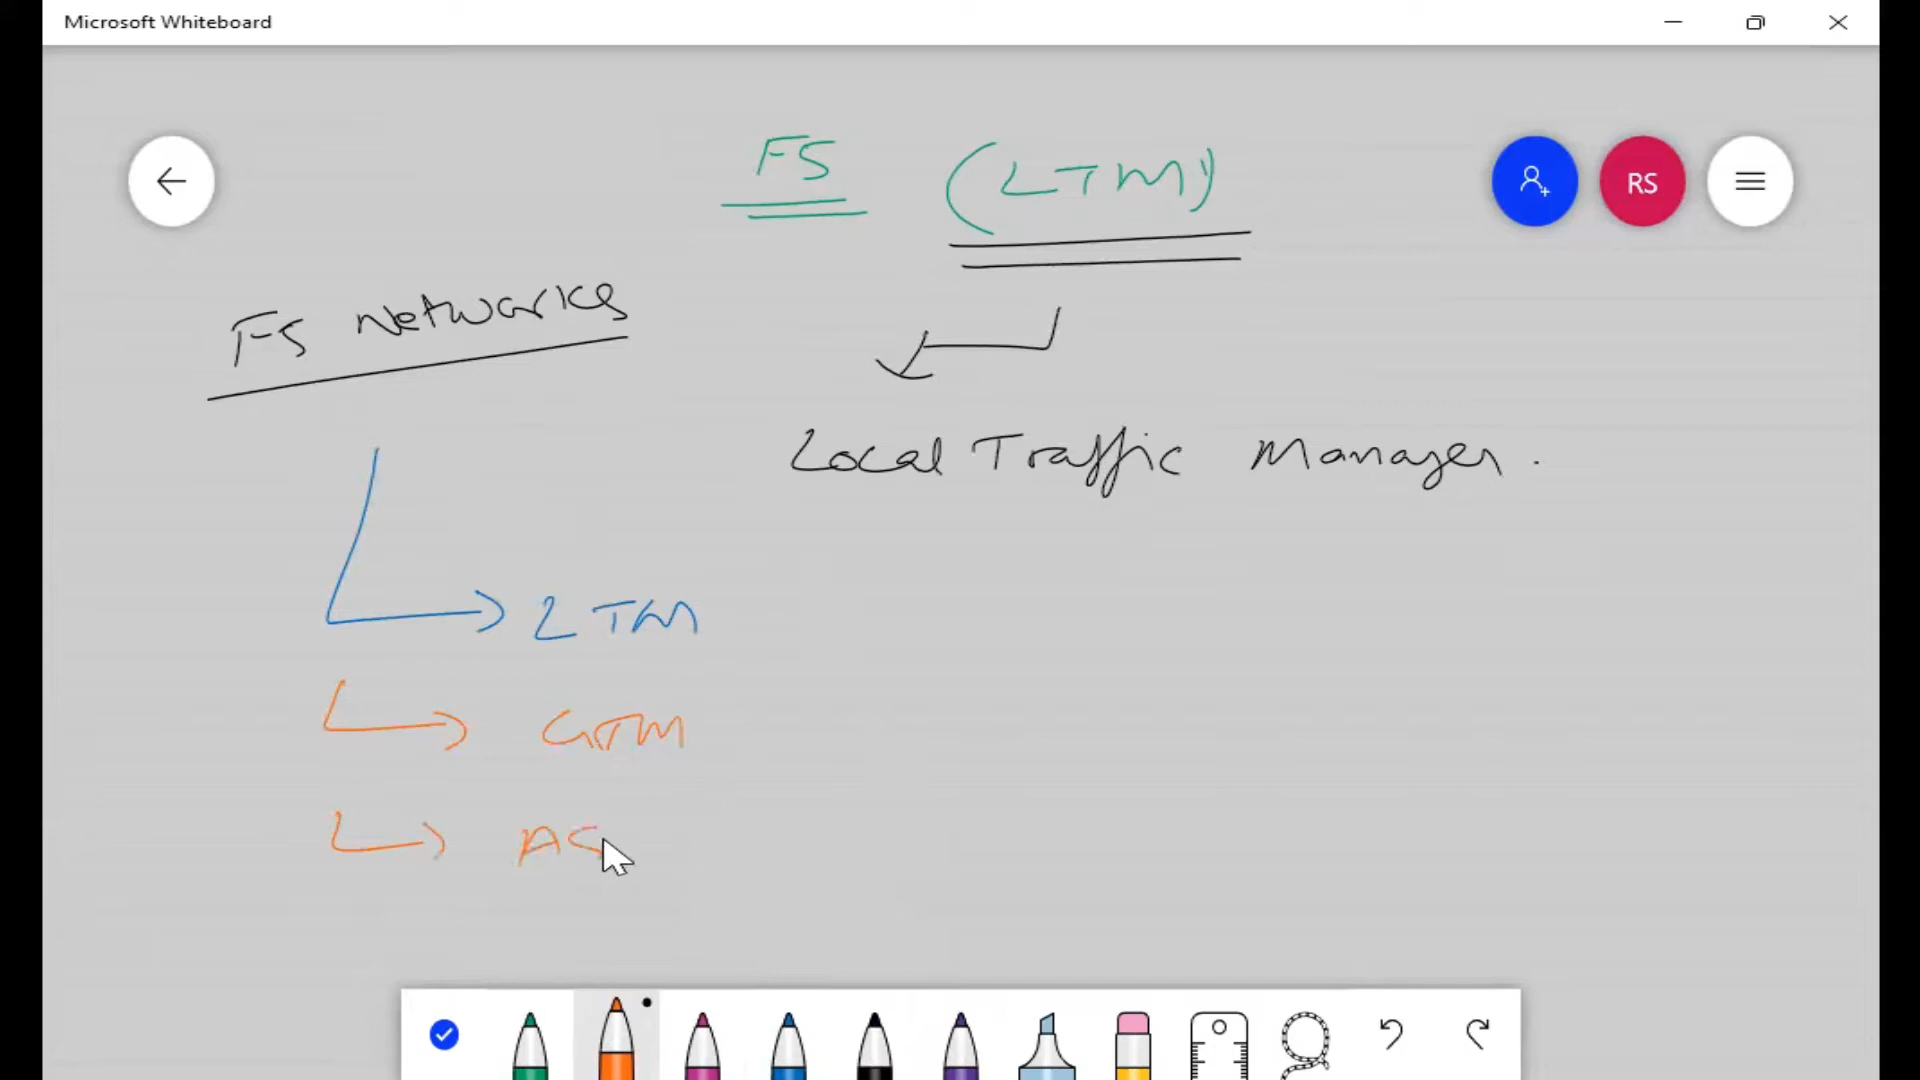 Microsoft Whiteboard
F5 (LTM)
RS
F5 Networks
Local Traffic Manager.
LTM
GTM
AS